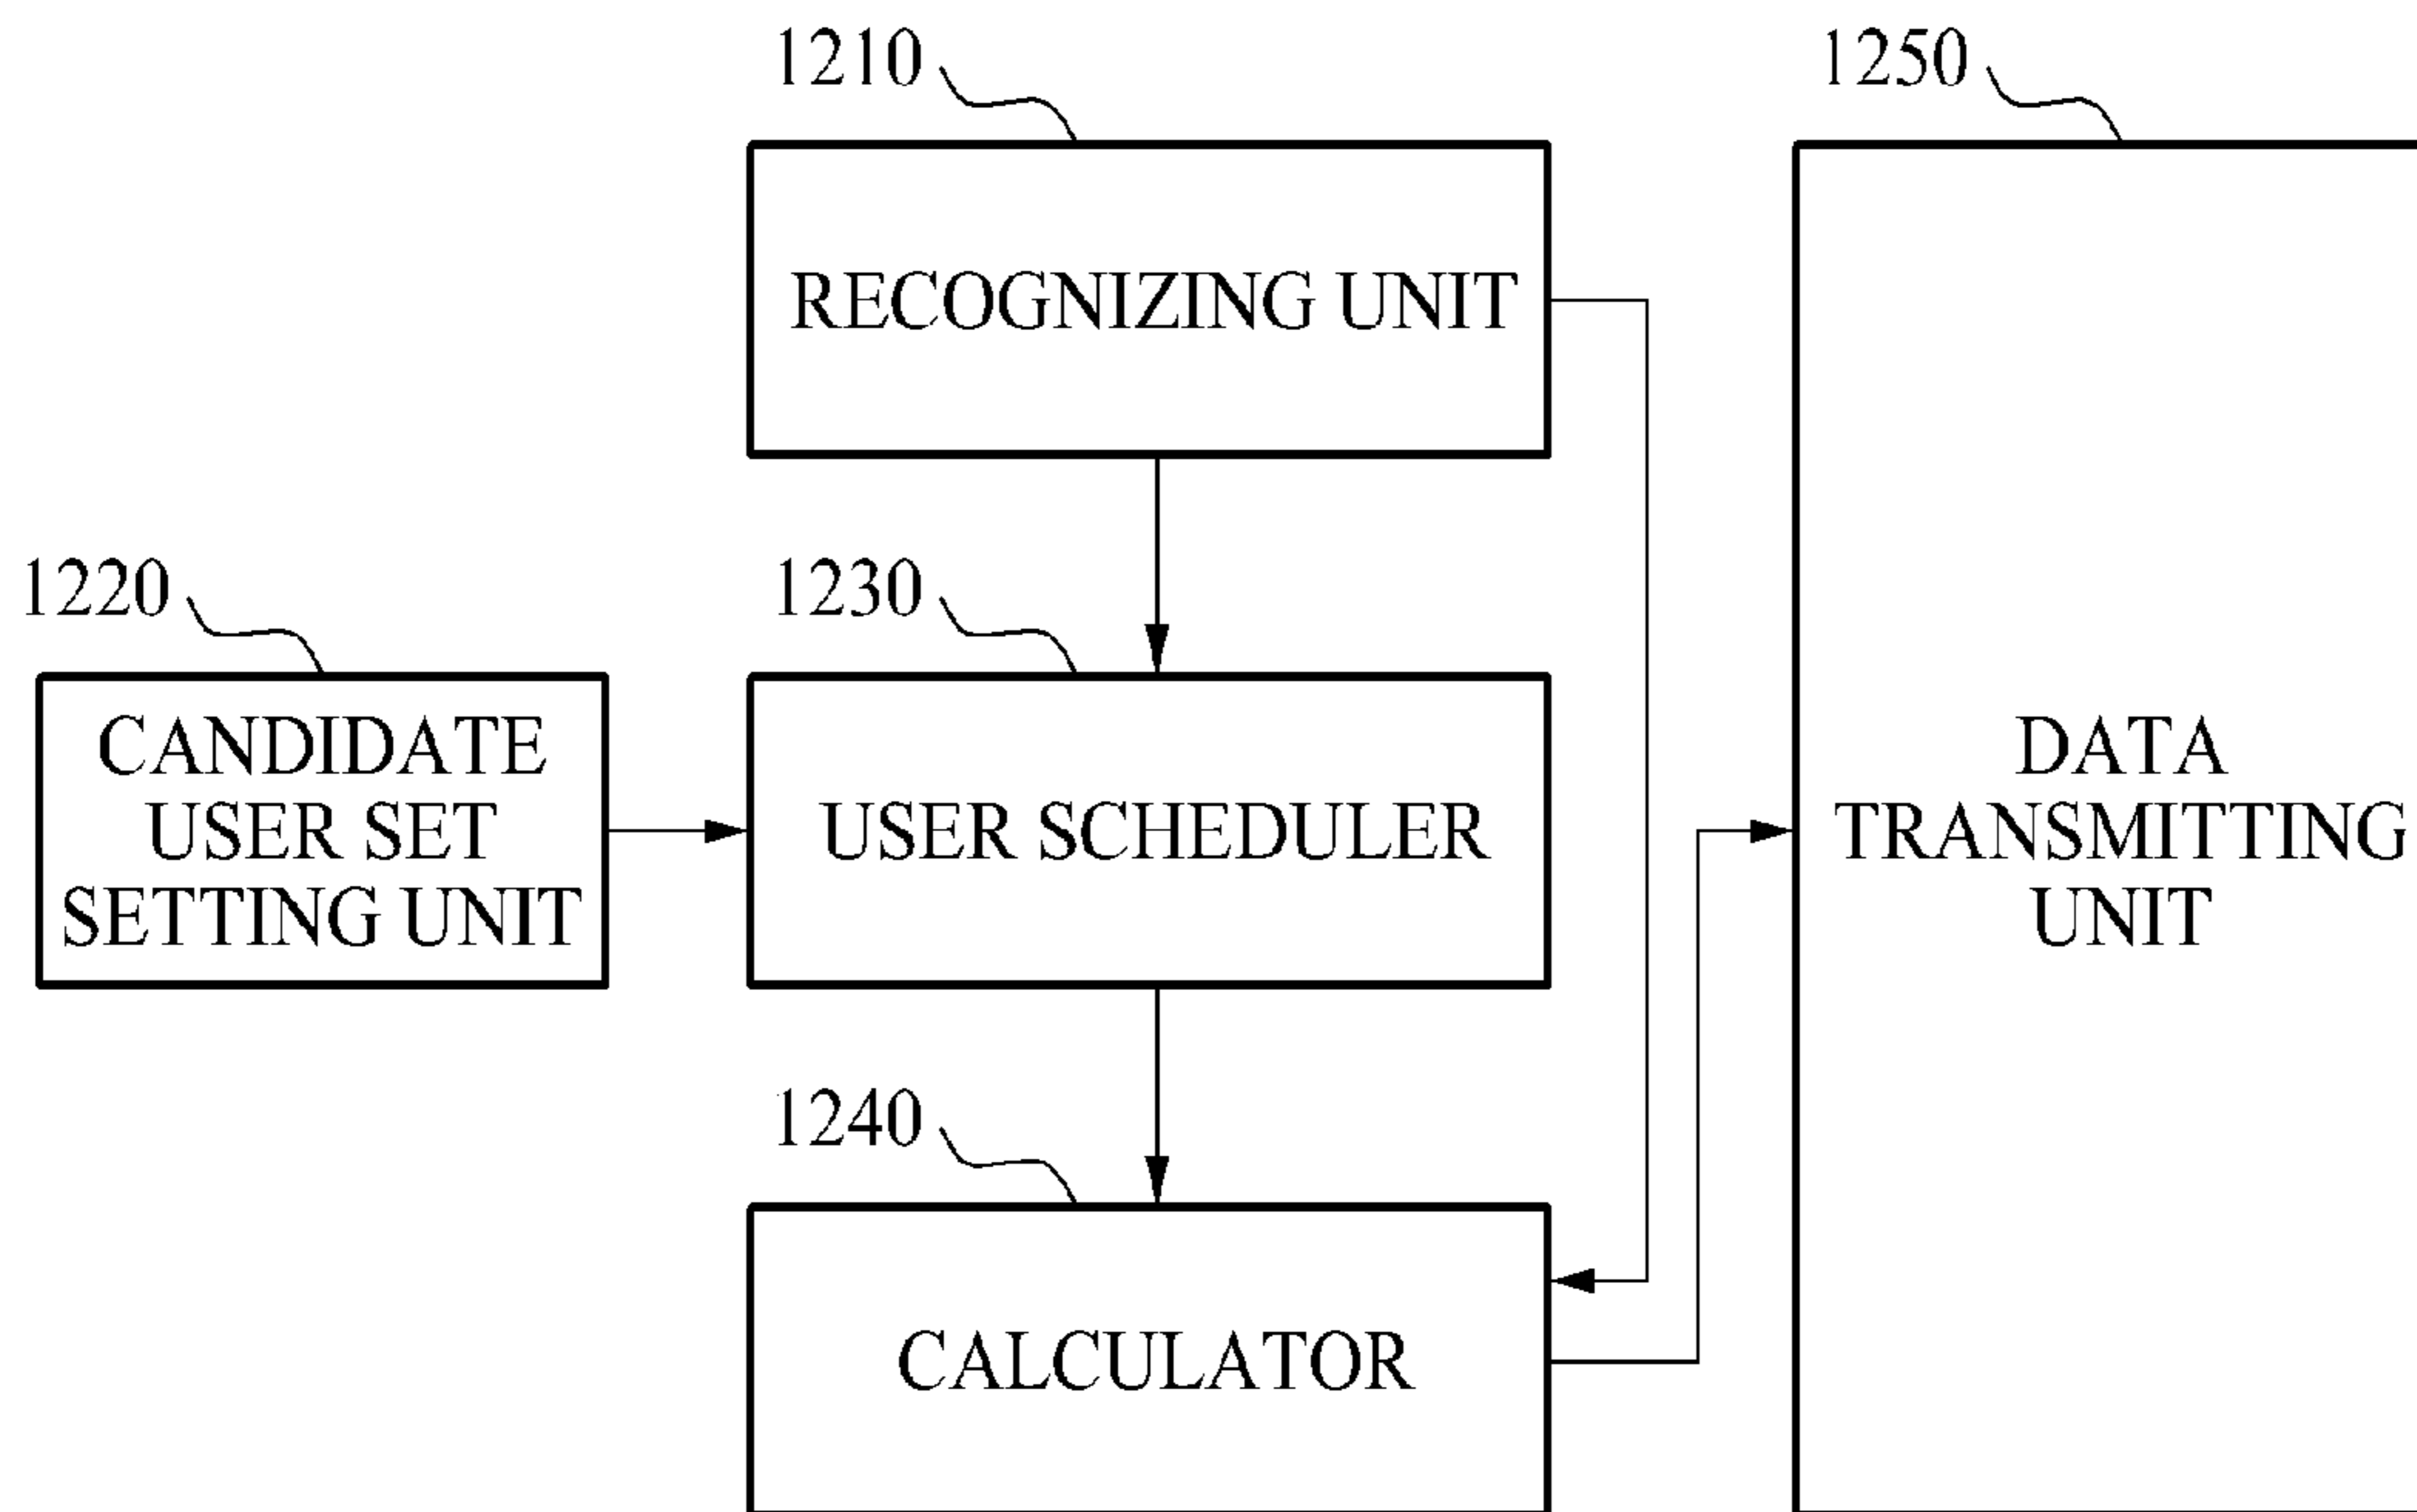 1210
1250
RECOGNIZING UNIT
1220
1230
CANDIDATE
USER SET
SETTING UNIT
USER SCHEDULER
DATA
TRANSMITTING
UNIT
1240
CALCULATOR